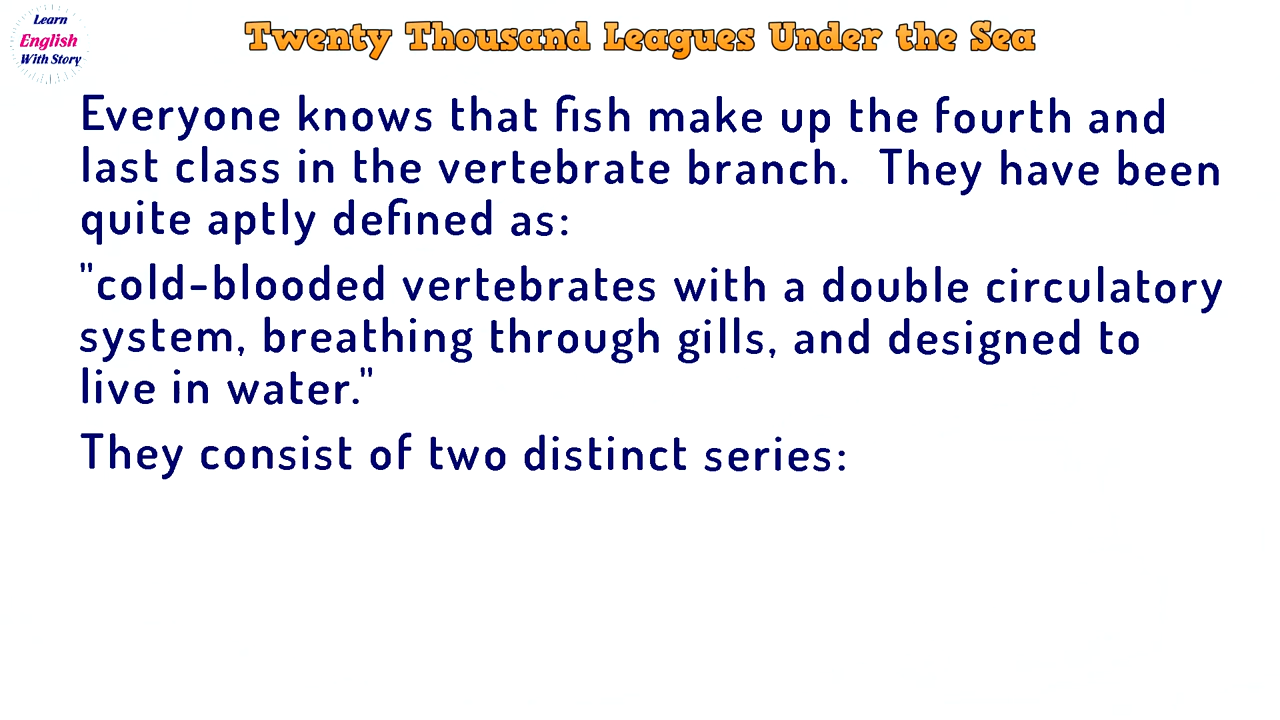 Learn
English
With Story
Twenty Thousand Leagues Under the Sea
Everyone knows that fish make up the fourth and
last class in the vertebrate branch. They have been
quite aptly defined as:
"cold-blooded vertebrates with a double circulatory
system, breathing through gills, and designed to
live in water."
They consist of two distinct series: